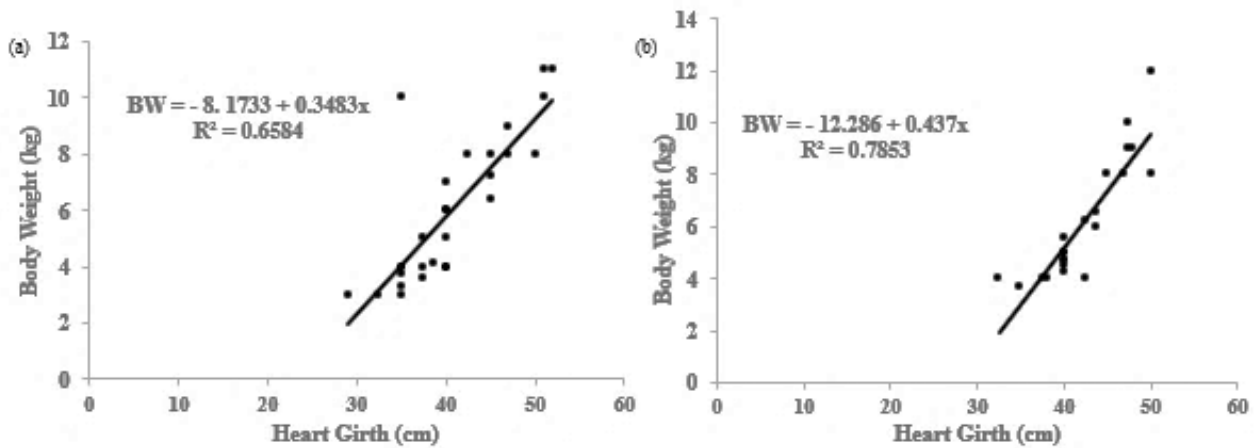 (a)
12
10
8
6
4
2
0
Body Weight (kg)
BW = - 8. 1733 + 0.3483x
R² = 0.6584
0 10 20 30 40 50 60
Heart Girth (cm)
(b)
14
12
10
8
6
4
2
0
Body Weight (kg)
BW = - 12.286 + 0.437x
R² = 0.7853
0 10 20 30 40 50 60
Heart Girth (cm)